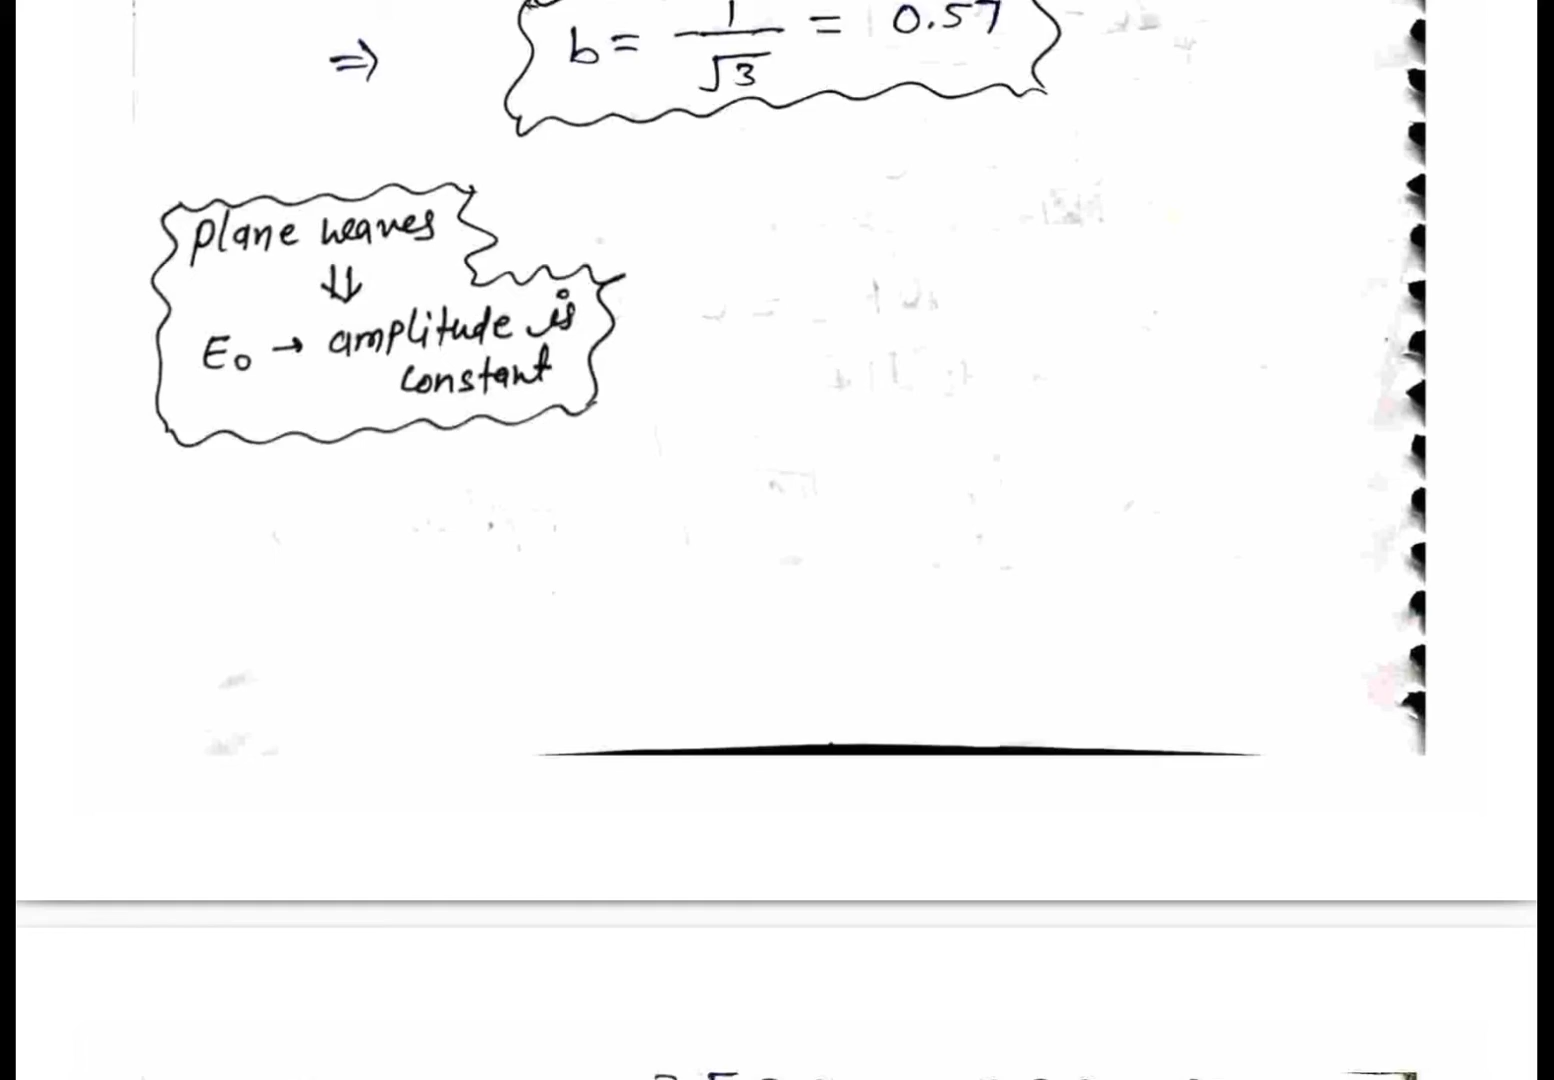 ⇒ b = 1/√3 = 0.57
plane weaves
⇓
E₀ → amplitude is
constant